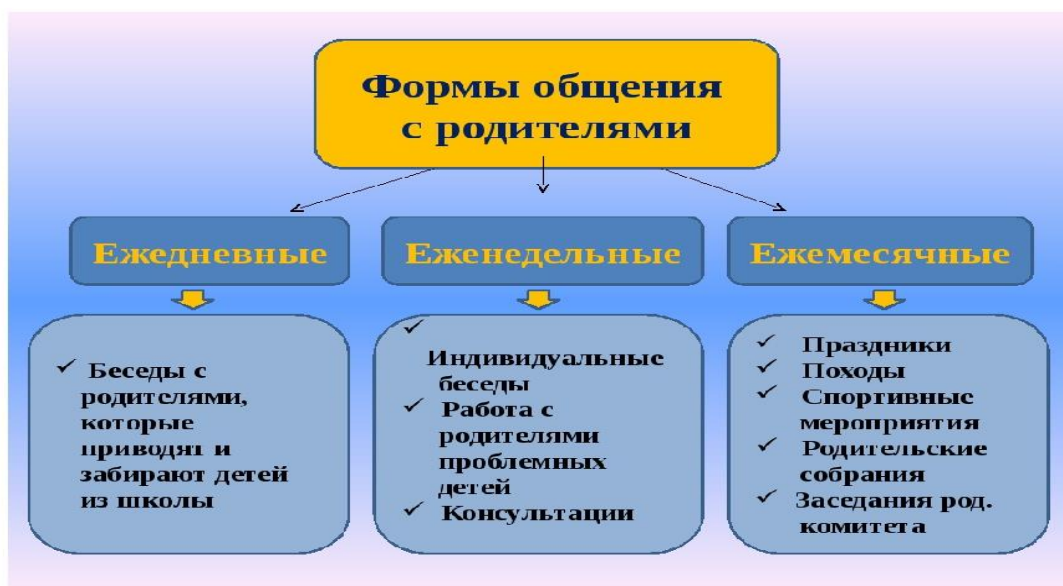 Формы общения
с родителями
Ежедневные
Еженедельные
Ежемесячные
✓ Беседы с
родителями,
которые
приводят и
забирают детей
из школы
✓
Индивидуальные
беседы
✓ Работа с
родителями
проблемных
детей
✓ Консультации
✓ Праздники
✓ Походы
✓ Спортивные
мероприятия
✓ Родительские
собрания
✓ Заседания род.
комитета